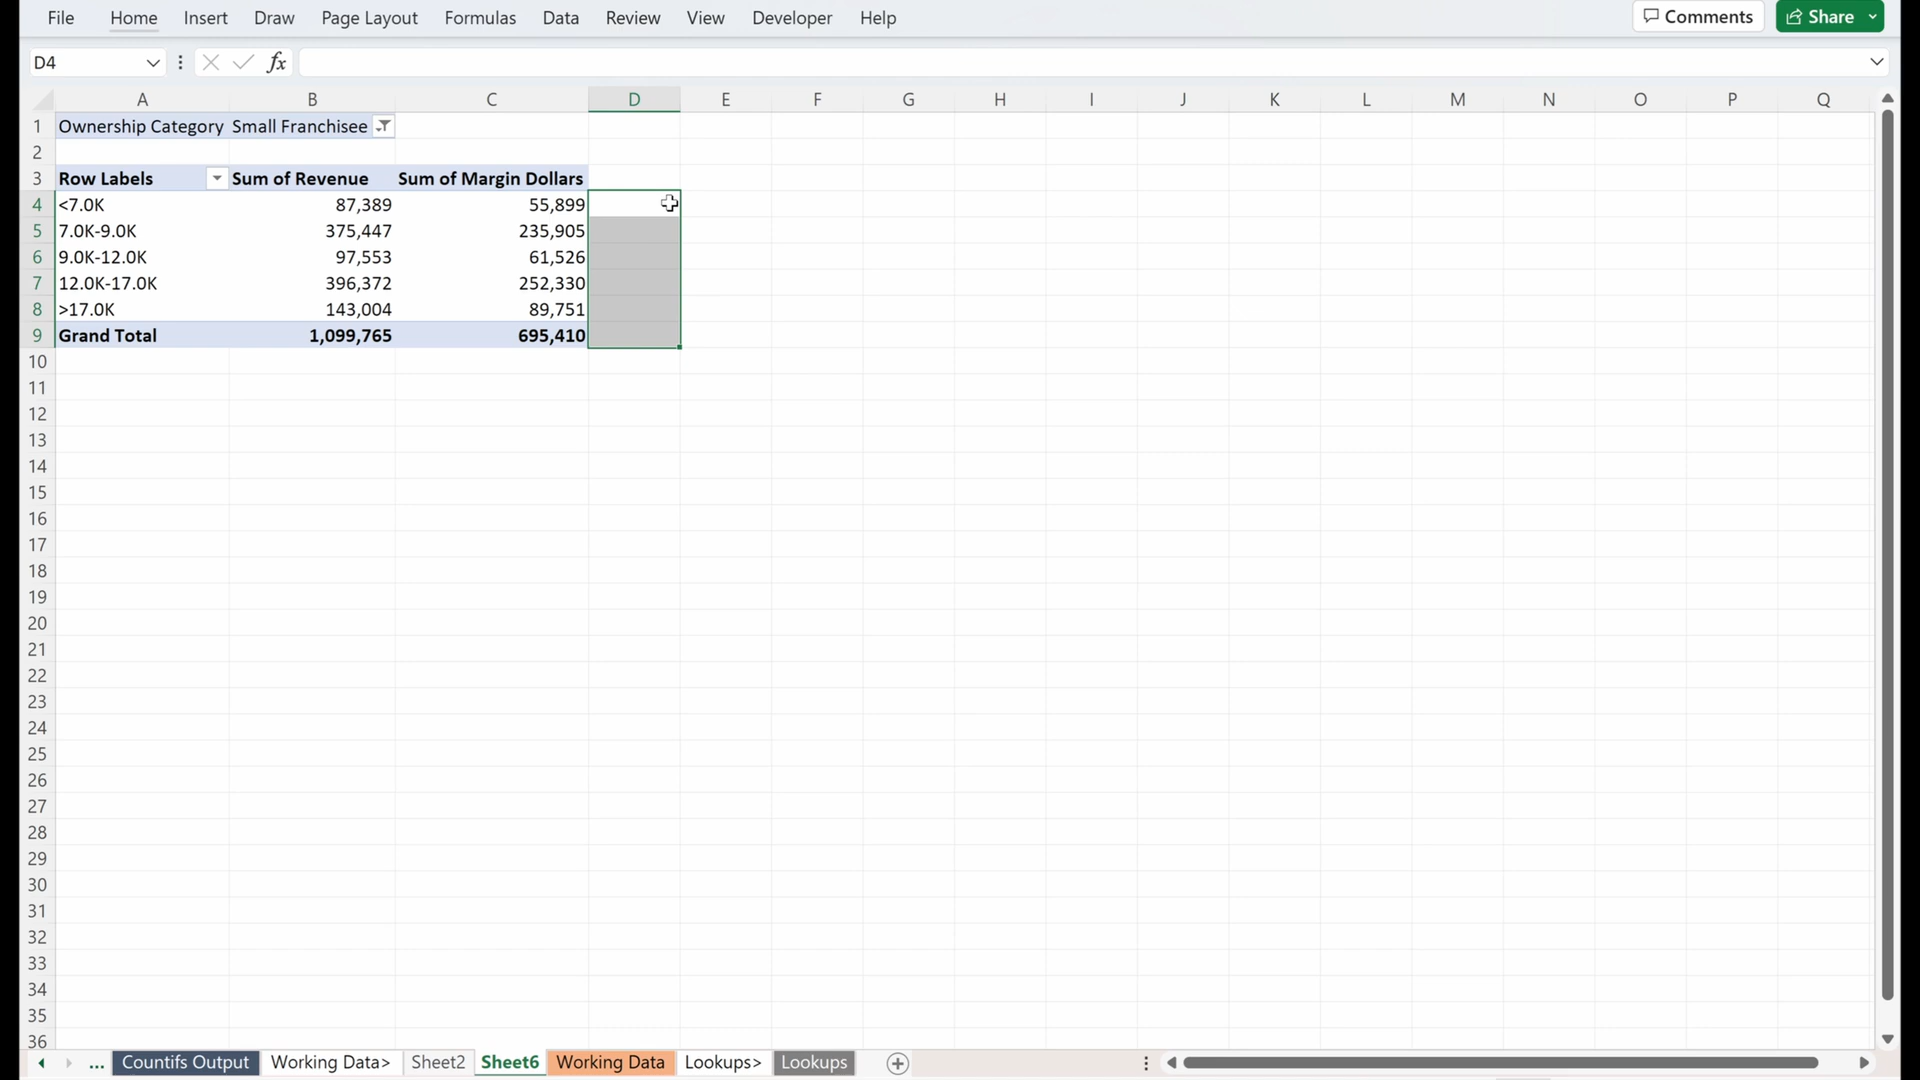 File Home Insert Draw Page Layout Formulas Data Review View Developer Help Comments Share
D4 fx
A B C D E F G H I J K L M N O P Q
1 Ownership Category Small Franchisee
2
3 Row Labels Sum of Revenue Sum of Margin Dollars
4 <7.0K 87,389 55,899
5 7.0K-9.0K 375,447 235,905
6 9.0K-12.0K 97,553 61,526
7 12.0K-17.0K 396,372 252,330
8 >17.0K 143,004 89,751
9 Grand Total 1,099,765 695,410
10
11
12
13
14
15
16
17
18
19
20
21
22
23
24
25
26
27
28
29
30
31
32
33
34
35
36
... Countifs Output Working Data> Sheet2 Sheet6 Working Data Lookups> Lookups